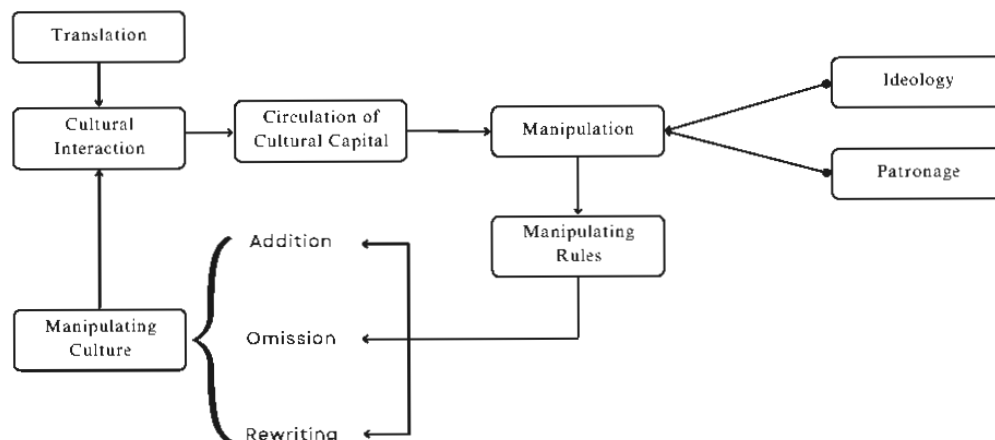 Translation
Cultural
Interaction
Circulation of
Cultural Capital
Manipulation
Ideology
Patronage
Manipulating
Rules
Addition
Omission
Rewriting
Manipulating
Culture